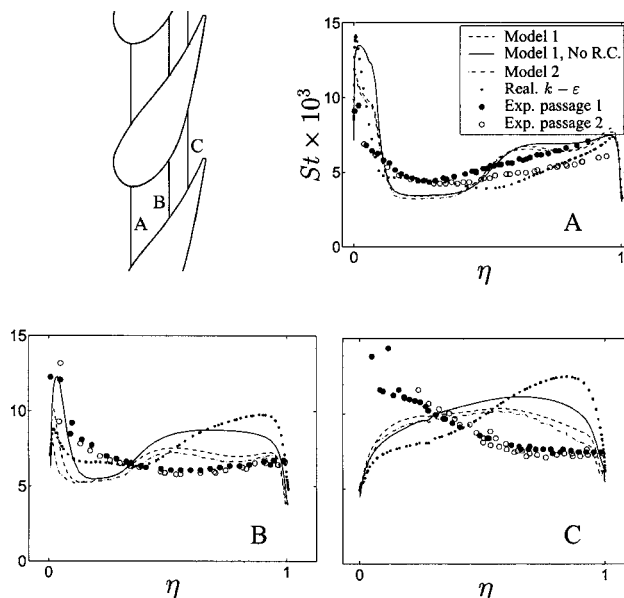 A
B
C
St × 10³
15
10
5
0
0
1
η
A
Model 1
Model 1, No R.C.
Model 2
Real. k − ε
Exp. passage 1
Exp. passage 2
15
10
5
0
0
1
η
B
0
1
η
C